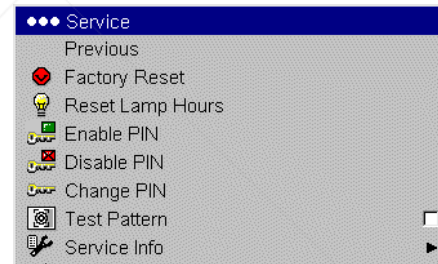 Service
Previous
Factory Reset
Reset Lamp Hours
Enable PIN
Disable PIN
Change PIN
Test Pattern
Service Info